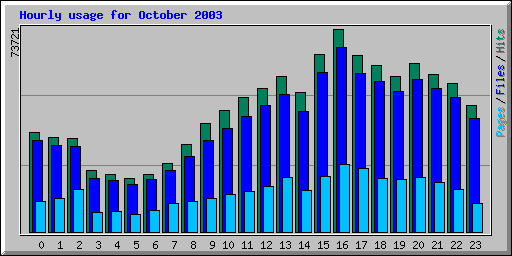 Hourly usage for October 2003
73721
Pages/Files/Hits
0 1 2 3 4 5 6 7 8 9 10 11 12 13 14 15 16 17 18 19 20 21 22 23